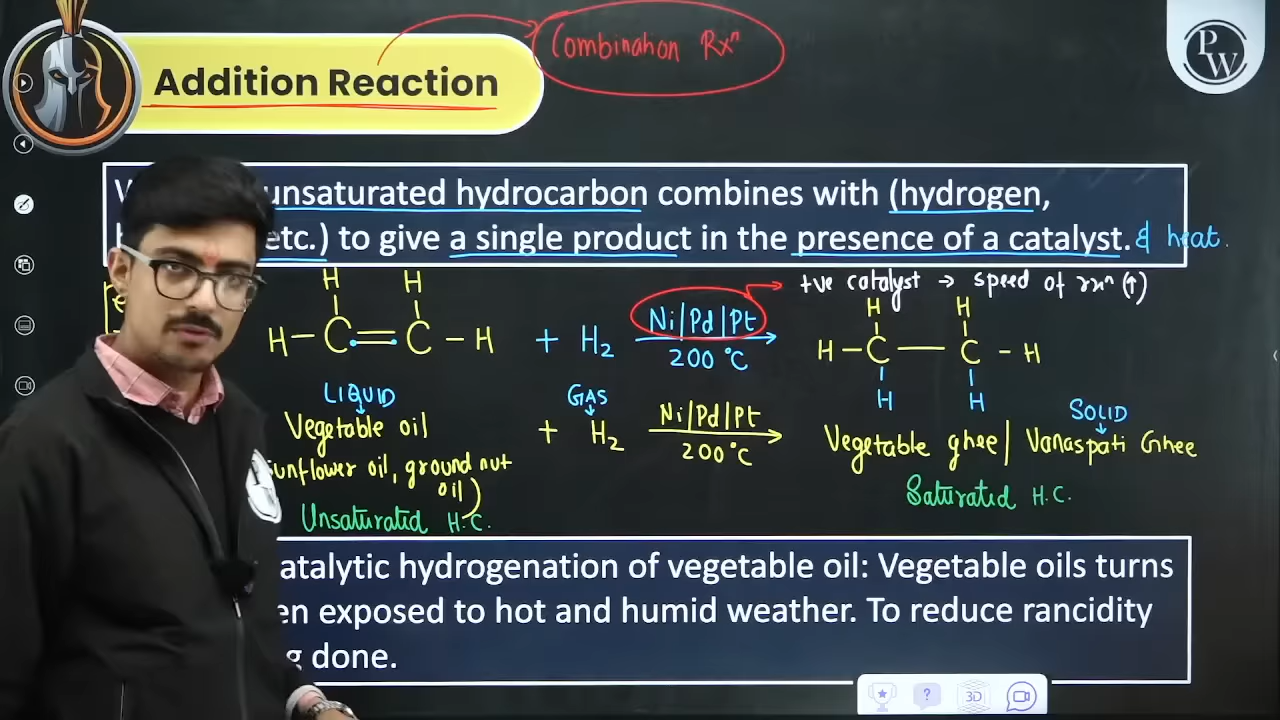 Combination Rxⁿ
Addition Reaction
PW
unsaturated hydrocarbon combines with (hydrogen,
etc.) to give a single product in the presence of a catalyst. & heat.
+ve catalyst → speed of rxⁿ (↑)
H H Ni|Pd|Pt H H
H—C══C—H + H₂ → H—C—C—H
200 °C
H H
LIQUID GAS SOLID
Vegetable oil + H₂ Ni/Pd/Pt → Vegetable ghee/ Vanaspati Ghee
200°C
sunflower oil, ground nut
oil)
Saturated H.C.
Unsaturated H.C.
atalytic hydrogenation of vegetable oil: Vegetable oils turns
en exposed to hot and humid weather. To reduce rancidity
g done.
3D